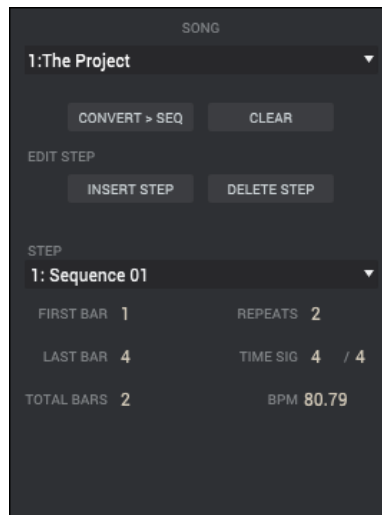 SONG
1:The Project
CONVERT > SEQ CLEAR
EDIT STEP
INSERT STEP DELETE STEP
STEP
1: Sequence 01
FIRST BAR 1 REPEATS 2
LAST BAR 4 TIME SIG 4 / 4
TOTAL BARS 2 BPM 80.79